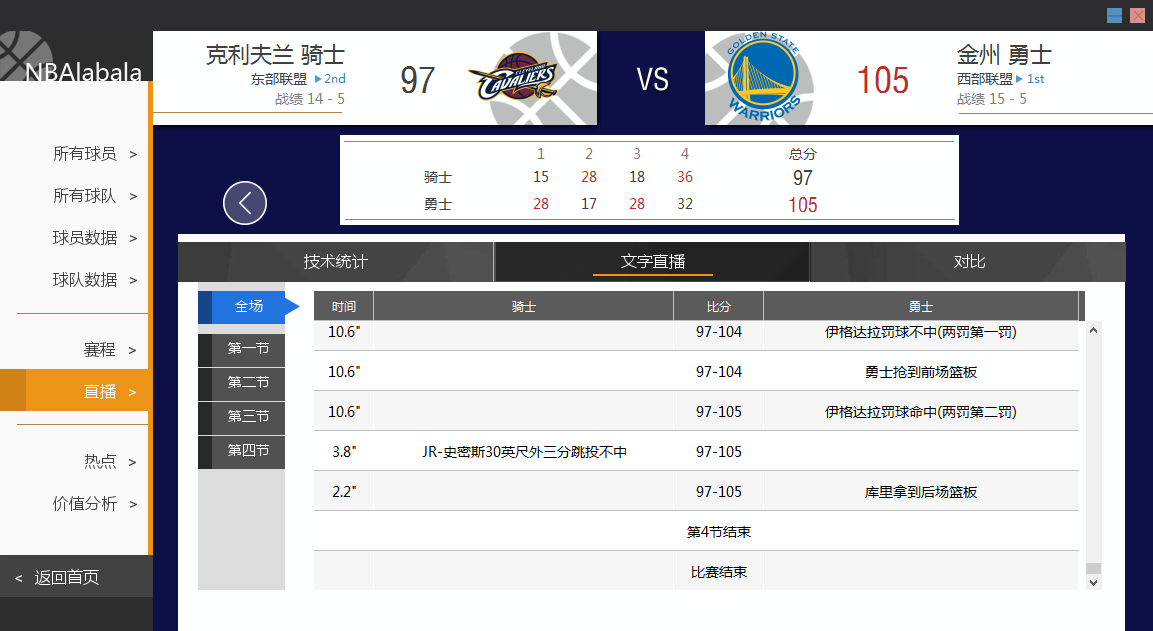 NBAlabala
所有球员 >
所有球队 >
球员数据 >
球队数据 >
赛程 >
直播 >
热点 >
价值分析 >
< 返回首页
克利夫兰 骑士
东部联盟 ▶2nd
战绩 14 - 5
97
CLEVELAND
CAVALIERS
VS
GOLDEN STATE
WARRIORS
105
金州 勇士
西部联盟▶ 1st
战绩 15 - 5
1 2 3 4 总分
骑士 15 28 18 36 97
勇士 28 17 28 32 105
技术统计 文字直播 对比
全场
第一节
第二节
第三节
第四节
时间 骑士 比分 勇士
10.6" 97-104 伊格达拉罚球不中(两罚第一罚)
10.6" 97-104 勇士抢到前场篮板
10.6" 97-105 伊格达拉罚球命中(两罚第二罚)
3.8" JR-史密斯30英尺外三分跳投不中 97-105
2.2" 97-105 库里拿到后场篮板
第4节结束
比赛结束